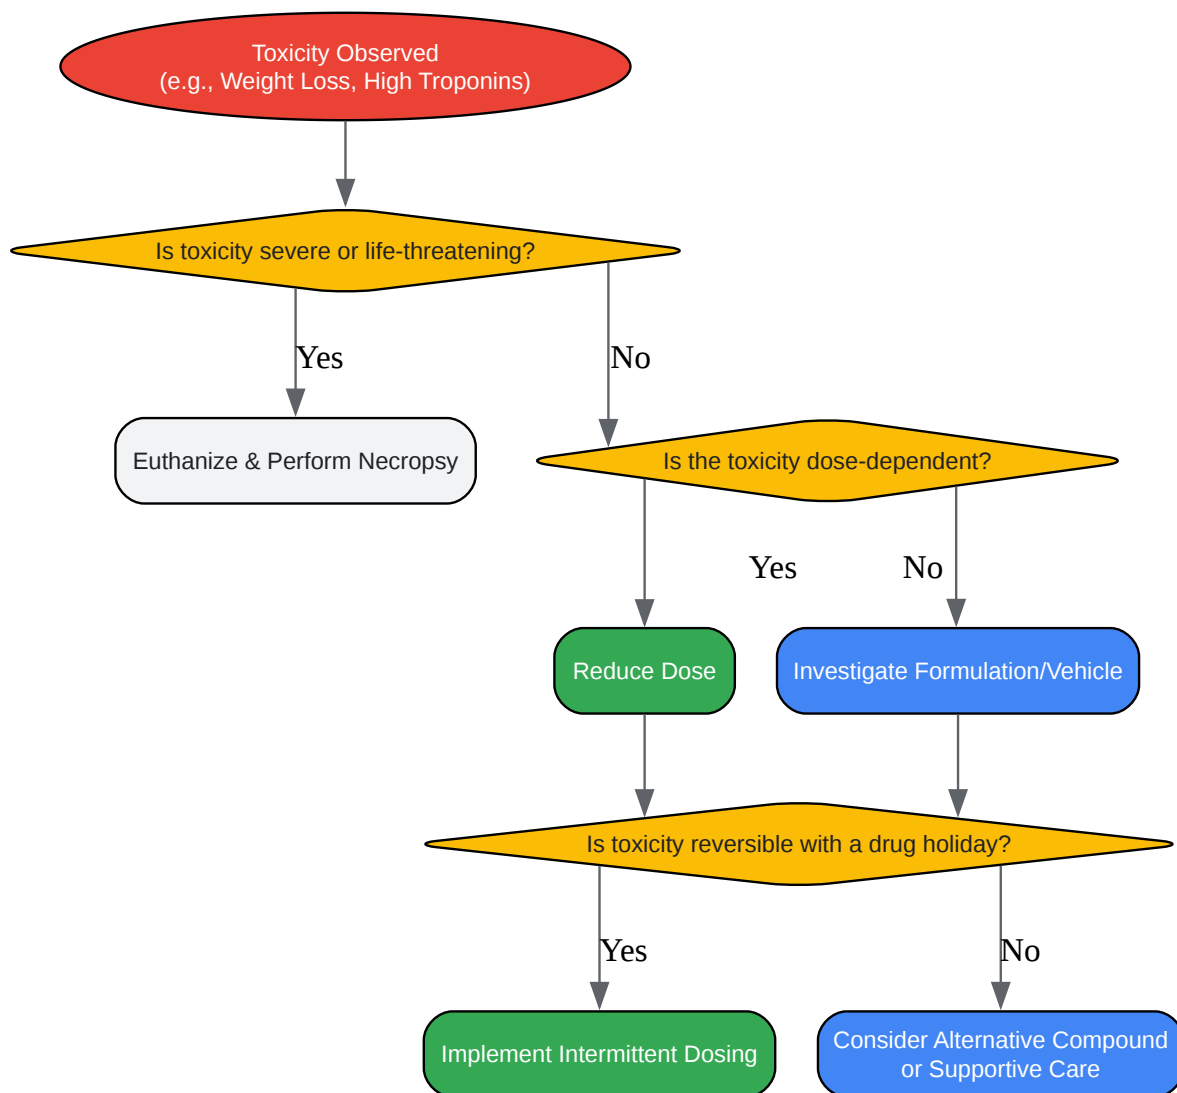 Toxicity Observed
(e.g., Weight Loss, High Troponins)
Is toxicity severe or life-threatening?
Yes
No
Euthanize & Perform Necropsy
Is the toxicity dose-dependent?
Yes
No
Reduce Dose
Investigate Formulation/Vehicle
Is toxicity reversible with a drug holiday?
Yes
No
Implement Intermittent Dosing
Consider Alternative Compound
or Supportive Care